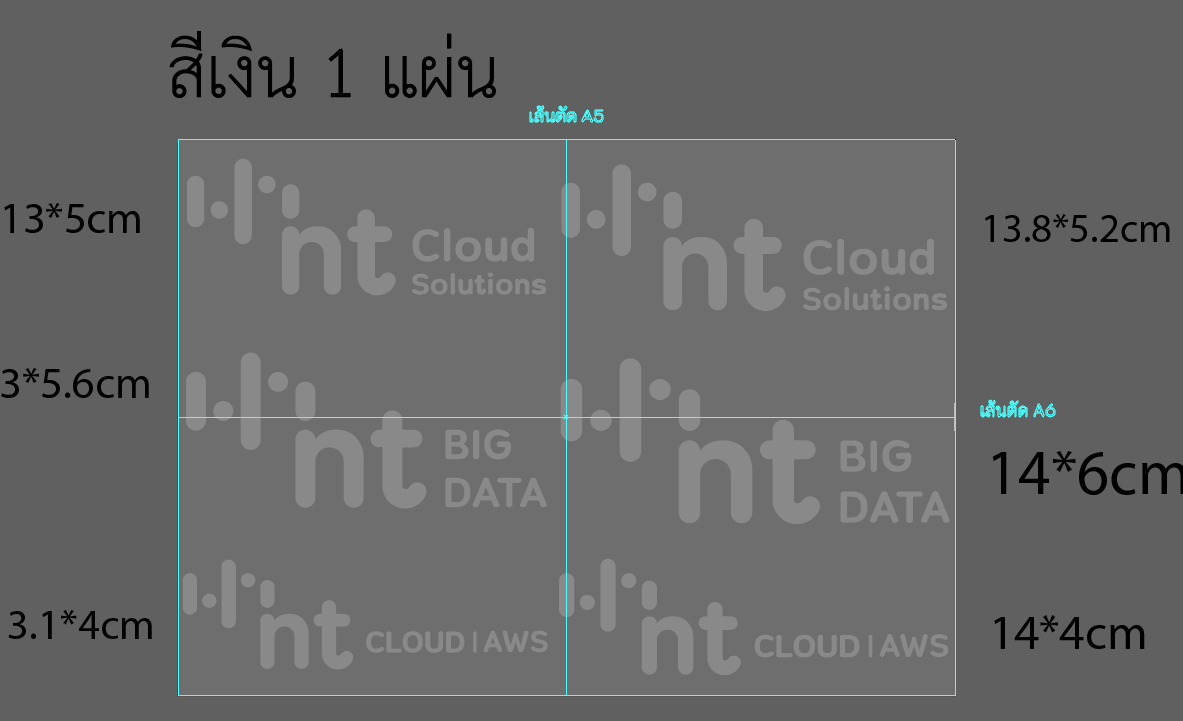 สีเงิน 1 แผ่น
เส้นตัด A5
13*5cm
nt Cloud
Solutions
nt Cloud
Solutions
13.8*5.2cm
3*5.6cm
nt BIG
DATA
nt BIG
DATA
เส้นตัด A6
14*6cm
3.1*4cm
nt CLOUD | AWS
nt CLOUD | AWS
14*4cm